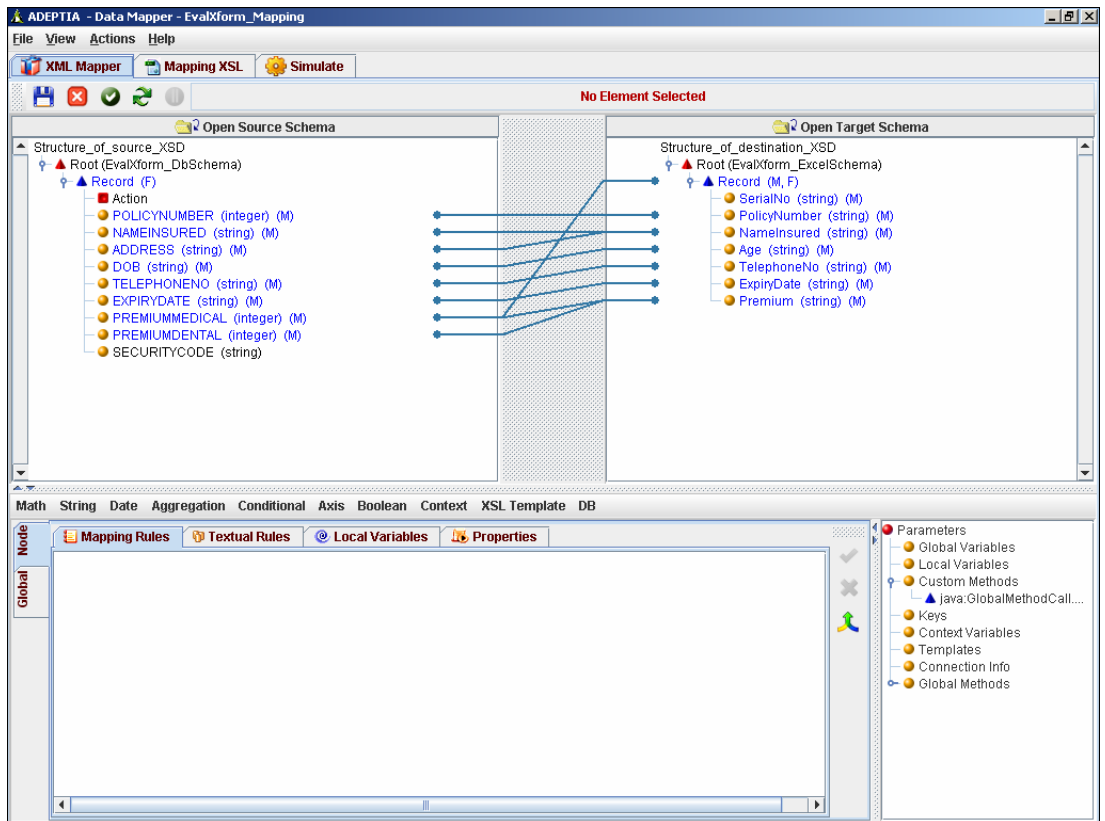 ADEPTIA - Data Mapper - EvalXform_Mapping
File View Actions Help
XML Mapper Mapping XSL Simulate
No Element Selected
Open Source Schema
Structure_of_source_XSD
Root (EvalXform_DbSchema)
Record (F)
Action
POLICYNUMBER (integer) (M)
NAMEINSURED (string) (M)
ADDRESS (string) (M)
DOB (string) (M)
TELEPHONENO (string) (M)
EXPIRYDATE (string) (M)
PREMIUMMEDICAL (integer) (M)
PREMIUMDENTAL (integer) (M)
SECURITYCODE (string)
Open Target Schema
Structure_of_destination_XSD
Root (EvalXform_ExcelSchema)
Record (M, F)
SerialNo (string) (M)
PolicyNumber (string) (M)
NameInsured (string) (M)
Age (string) (M)
TelephoneNo (string) (M)
ExpiryDate (string) (M)
Premium (string) (M)
Math String Date Aggregation Conditional Axis Boolean Context XSL Template DB
Node
Global
Mapping Rules Textual Rules Local Variables Properties
Parameters
Global Variables
Local Variables
Custom Methods
java:GlobalMethodCall....
Keys
Context Variables
Templates
Connection Info
Global Methods